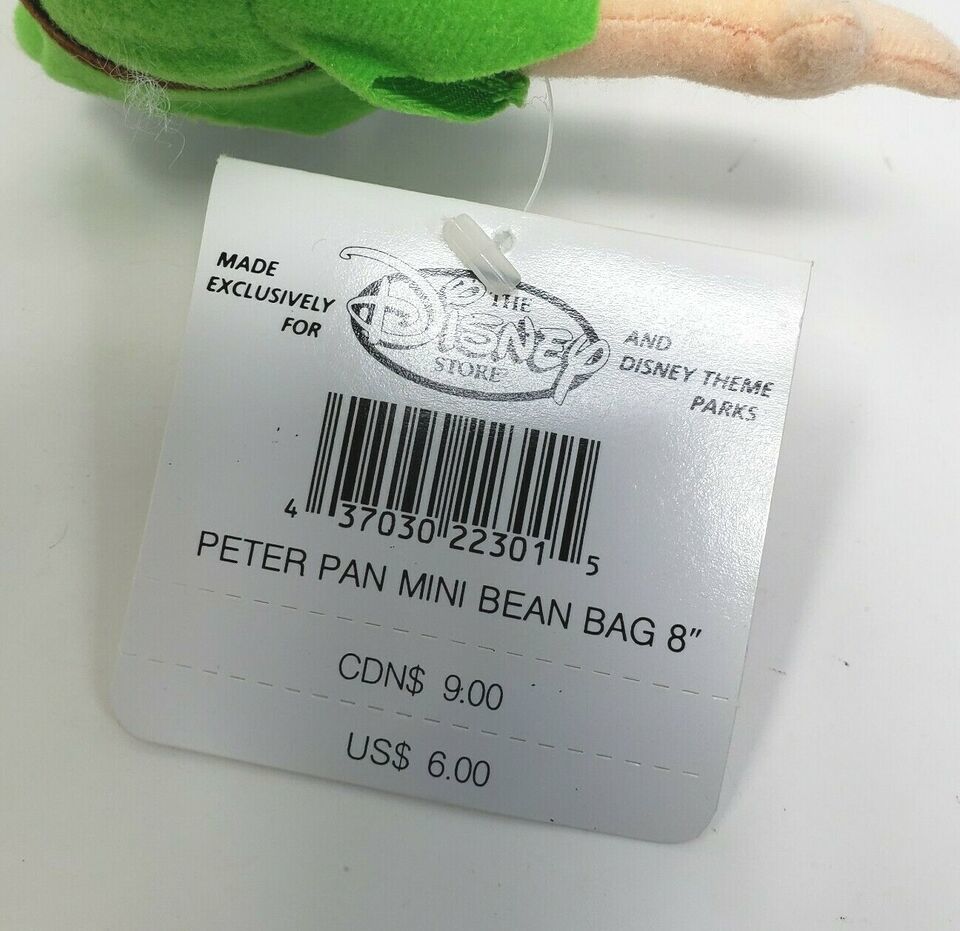 MADE
EXCLUSIVELY
FOR
THE
DISNEY
STORE
AND
DISNEY THEME
PARKS
4 37030 22301 5
PETER PAN MINI BEAN BAG 8"
CDN$ 9.00
US$ 6.00